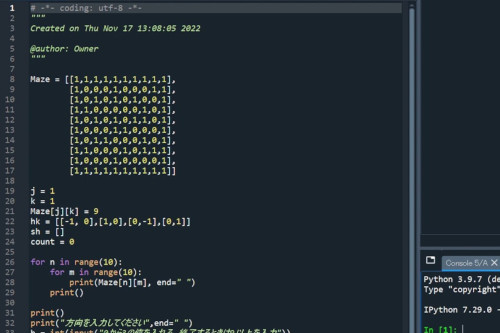 1 # -*- coding: utf-8 -*-
2 """
3 Created on Thu Nov 17 13:08:05 2022
4
5 @author: Owner
6 """
7
8 Maze = [[1,1,1,1,1,1,1,1,1,1],
9 [1,0,0,0,1,0,0,0,1,1],
10 [1,0,1,0,1,0,1,0,0,1],
11 [1,1,0,0,0,0,0,1,0,1],
12 [1,0,1,0,1,0,1,1,0,1],
13 [1,0,0,0,1,1,0,0,0,1],
14 [1,0,1,1,0,0,0,1,0,1],
15 [1,1,0,0,0,1,0,1,1,1],
16 [1,0,0,0,1,0,0,0,0,1],
17 [1,1,1,1,1,1,1,1,1,1]]
18
19 j = 1
20 k = 1
21 Maze[j][k] = 9
22 hk = [[-1, 0],[1,0],[0,-1],[0,1]]
23 sh = []
24 count = 0
25
26 for n in range(10):
27 for m in range(10):
28 print(Maze[n][m], end=" ")
29 print()
30
31 print()
32 print("方向を入力してください",end=" ")
Console 5/A
Python 3.9.7 (de
Type "copyright"
IPython 7.29.0
In [1]: